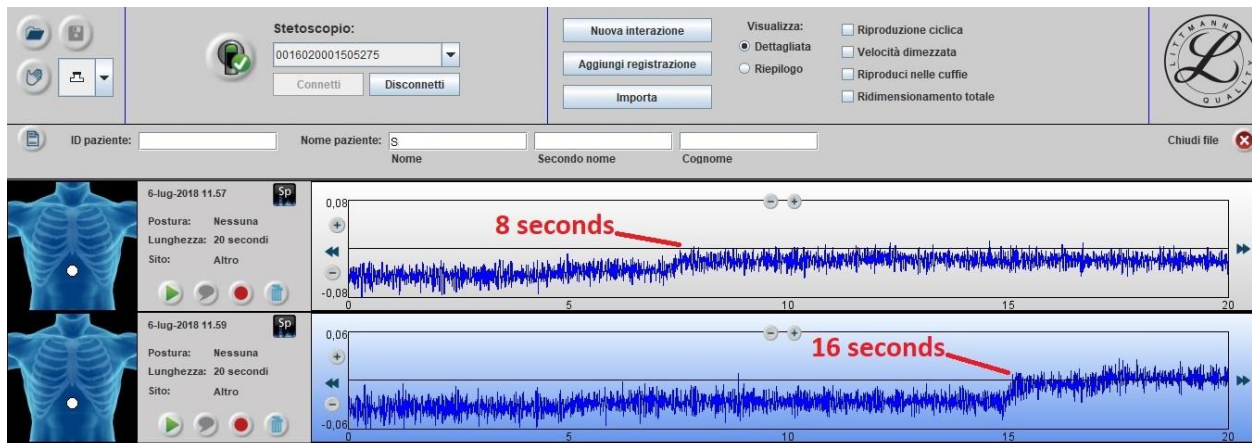 Stetoscopio:
0016020001505275
Connetti
Disconnetti
Nuova interazione
Aggiungi registrazione
Importa
Visualizza:
Dettagliata
Riepilogo
Riproduzione ciclica
Velocità dimezzata
Riproduci nelle cuffie
Ridimensionamento totale
LITTMANN
L
QUALITY
ID paziente:
Nome paziente: S
Nome
Secondo nome
Cognome
Chiudi file
6-lug-2018 11.57
Sp
Postura: Nessuna
Lunghezza: 20 secondi
Sito: Altro
0,08
8 seconds
-0,08
0 5 10 15 20
6-lug-2018 11.59
Sp
Postura: Nessuna
Lunghezza: 20 secondi
Sito: Altro
0,06
16 seconds
-0,06
0 5 10 15 20